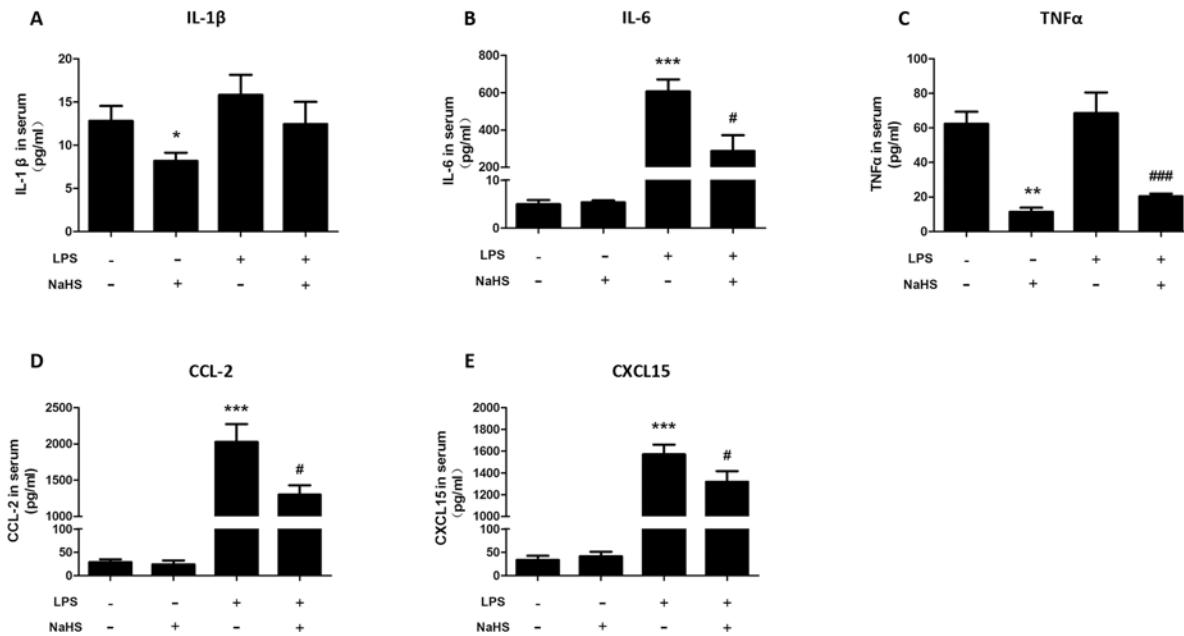 A IL-1β
IL-1 β in serum
(pg/ml)
20
15
10
5
0
*
LPS - - + +
NaHS - + - +
B IL-6
IL-6 in serum
(pg/ml)
800
600
400
200
10
0
***
#
LPS - - + +
NaHS - + - +
C TNFα
TNFα in serum
(pg/ml)
100
80
60
40
20
0
**
###
LPS - - + +
NaHS - + - +
D CCL-2
CCL-2 in serum
(pg/ml)
2500
2000
1500
1000
100
50
0
***
#
LPS - - + +
NaHS - + - +
E CXCL15
CXCL15 in serum
(pg/ml)
2000
1800
1600
1400
1200
1000
100
50
0
***
#
LPS - - + +
NaHS - + - +